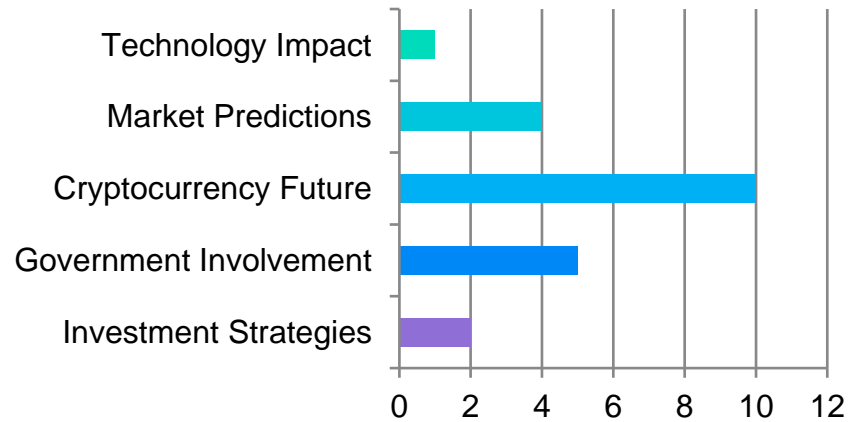 Technology Impact
Market Predictions
Cryptocurrency Future
Government Involvement
Investment Strategies
0 2 4 6 8 10 12